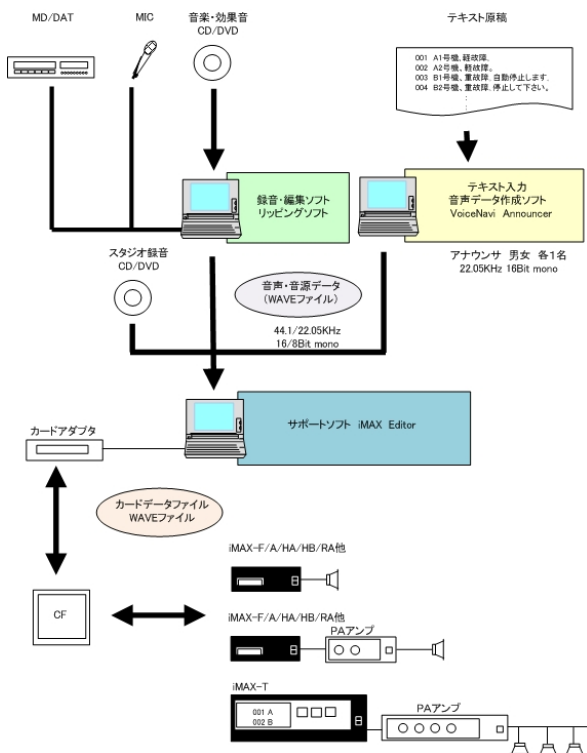 MD/DAT
MIC
音楽・効果音
CD/DVD
テキスト原稿
001 A1号機、軽故障.
002 A2号機、軽故障。
003 B1号機、重故障. 自動停止します.
004 B2号機、重故障. 停止して下さい。
:
:
録音・編集ソフト
リッピングソフト
テキスト入力
音声データ作成ソフト
VoiceNavi Announcer
アナウンサ 男女 各1名
22.05KHz 16Bit mono
スタジオ録音
CD/DVD
音声・音源データ
(WAVEファイル)
44.1/22.05KHz
16/8Bit mono
サポートソフト iMAX Editor
カードアダプタ
カードデータファイル
WAVEファイル
CF
iMAX-F/A/HA/HB/RA他
iMAX-F/A/HA/HB/RA他
PAアンプ
iMAX-T
001 A
002 B
PAアンプ